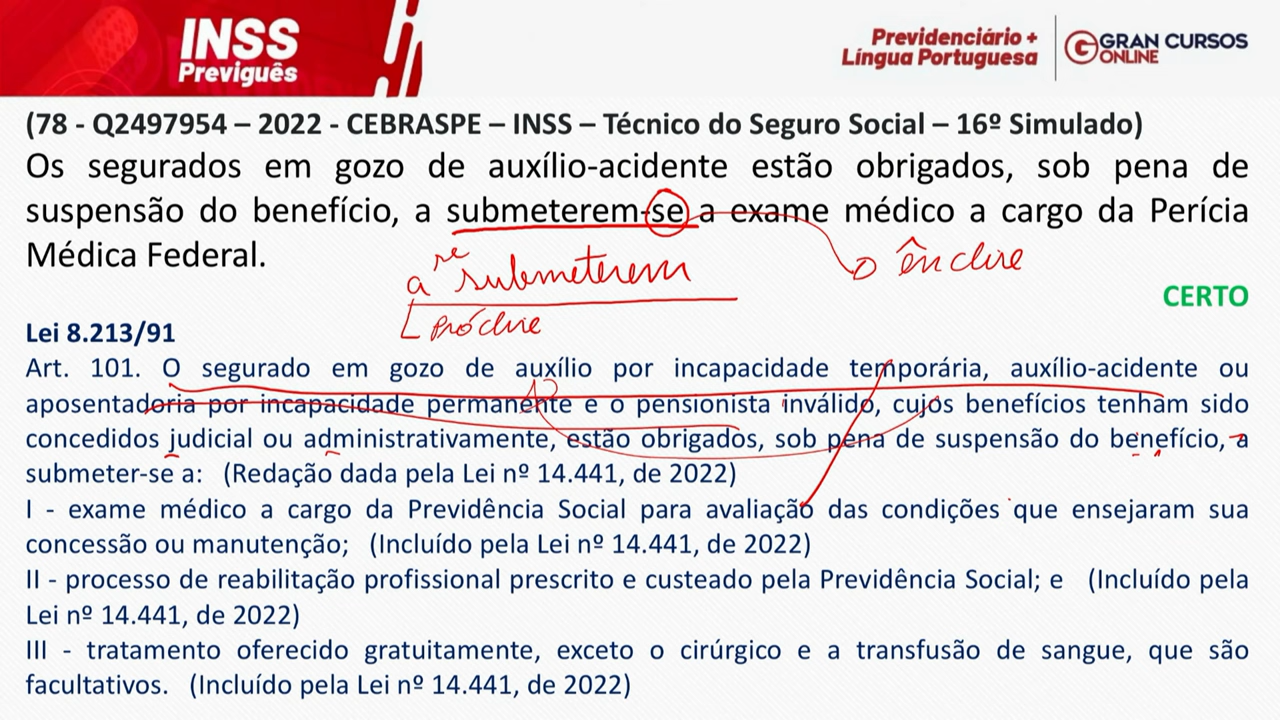 INSS
Previguês
Previdenciário +
Língua Portuguesa
GRAN CURSOS
ONLINE
(78 - Q2497954 – 2022 - CEBRASPE – INSS – Técnico do Seguro Social – 16º Simulado)
Os segurados em gozo de auxílio-acidente estão obrigados, sob pena de
suspensão do benefício, a submeterem-se a exame médico a cargo da Perícia
Médica Federal.
ênclise
a se submeterem
próclise
CERTO
Lei 8.213/91
Art. 101. O segurado em gozo de auxílio por incapacidade temporária, auxílio-acidente ou
aposentadoria por incapacidade permanente e o pensionista inválido, cujos benefícios tenham sido
concedidos judicial ou administrativamente, estão obrigados, sob pena de suspensão do benefício, a
submeter-se a: (Redação dada pela Lei nº 14.441, de 2022)
I - exame médico a cargo da Previdência Social para avaliação das condições que ensejaram sua
concessão ou manutenção; (Incluído pela Lei nº 14.441, de 2022)
II - processo de reabilitação profissional prescrito e custeado pela Previdência Social; e (Incluído pela
Lei nº 14.441, de 2022)
III - tratamento oferecido gratuitamente, exceto o cirúrgico e a transfusão de sangue, que são
facultativos. (Incluído pela Lei nº 14.441, de 2022)